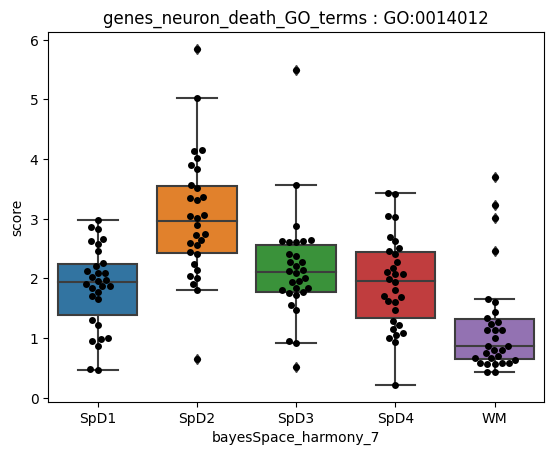 genes_neuron_death_GO_terms : GO:0014012
6
5
4
3
2
1
0
score
SpD1 SpD2 SpD3 SpD4 WM
bayesSpace_harmony_7